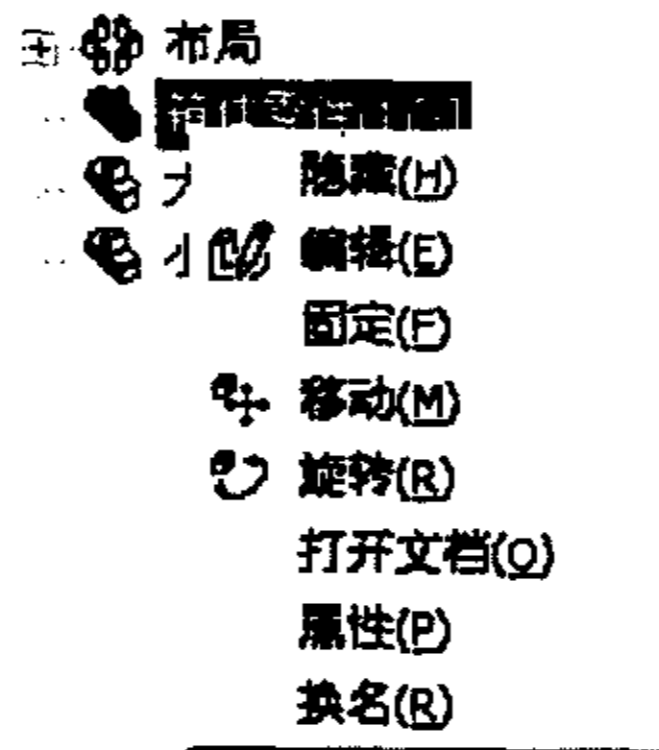 布局
隐藏(H)
小 编辑(E)
固定(F)
移动(M)
旋转(R)
打开文档(O)
属性(P)
换名(R)